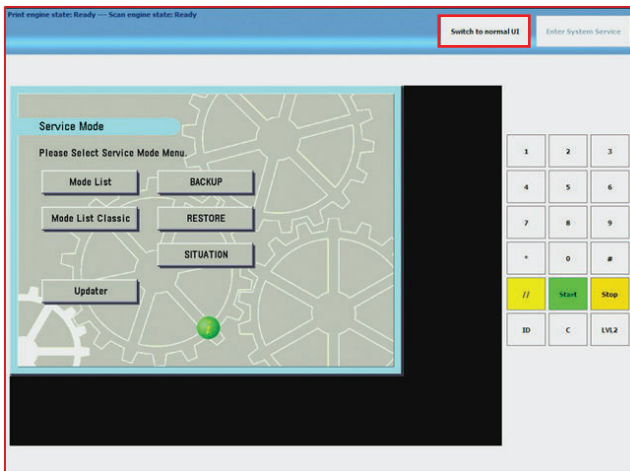 Print engine state: Ready --- Scan engine state: Ready
Switch to normal UI
Enter System Service
Service Mode
Please Select Service Mode Menu.
Mode List
BACKUP
Mode List Classic
RESTORE
SITUATION
Updater
1 2 3
4 5 6
7 8 9
* 0 #
// Start Stop
ID C LVL2